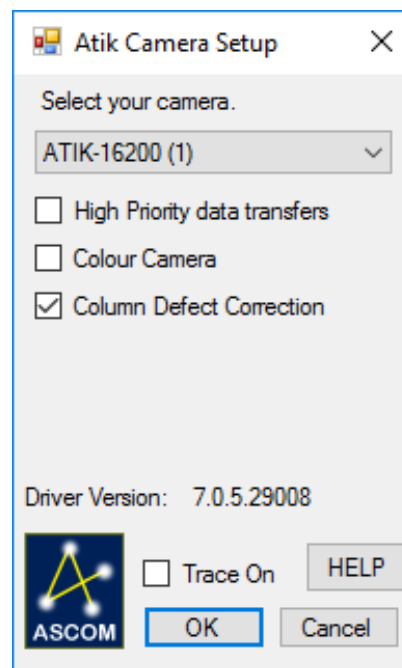 Atik Camera Setup
Select your camera.
ATIK-16200 (1)
High Priority data transfers
Colour Camera
Column Defect Correction
Driver Version: 7.0.5.29008
Trace On
HELP
ASCOM
OK
Cancel